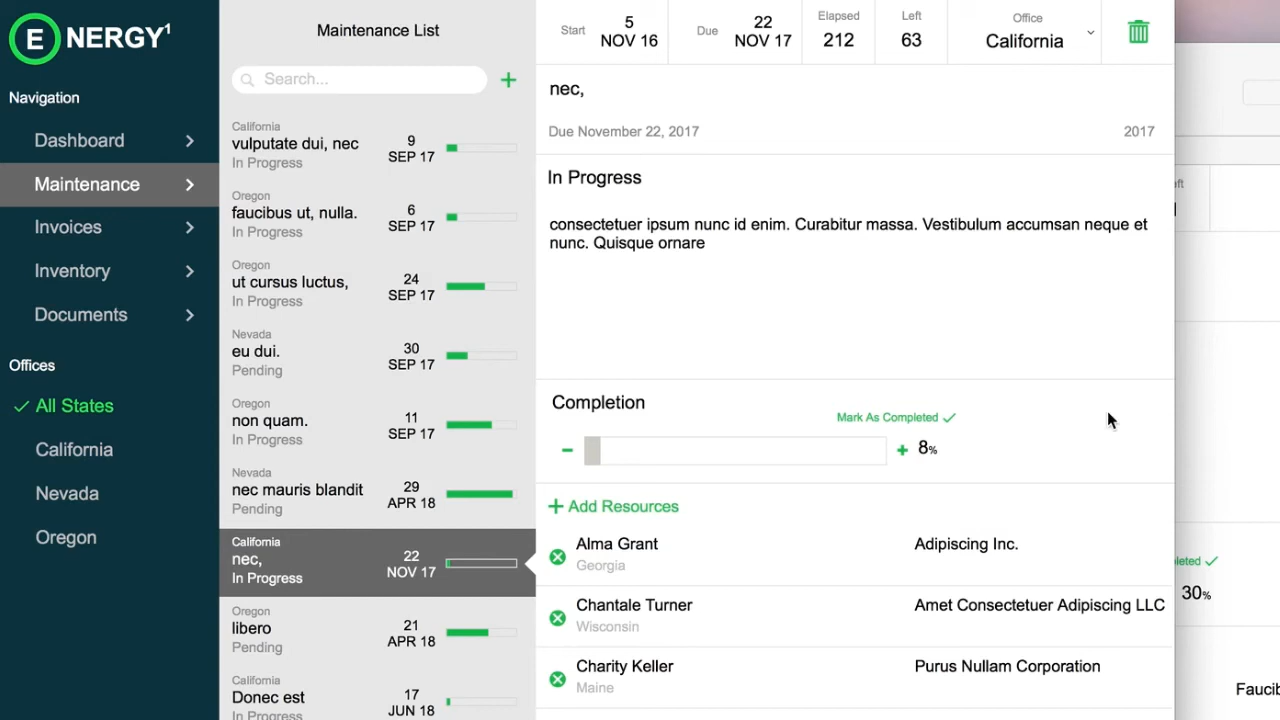 ENERGY1
Navigation
Dashboard
Maintenance
Invoices
Inventory
Documents
Offices
All States
California
Nevada
Oregon
Maintenance List
Search...
California
vulputate dui, nec
In Progress
9
SEP 17
Oregon
faucibus ut, nulla.
In Progress
6
SEP 17
Oregon
ut cursus luctus,
In Progress
24
SEP 17
Nevada
eu dui.
Pending
30
SEP 17
Oregon
non quam.
In Progress
11
SEP 17
Nevada
nec mauris blandit
Pending
29
APR 18
California
nec,
In Progress
22
NOV 17
Oregon
libero
Pending
21
APR 18
California
Donec est
In Progress
17
JUN 18
Start
5
NOV 16
Due
22
NOV 17
Elapsed
212
Left
63
Office
California
nec,
Due November 22, 2017
2017
In Progress
consectetuer ipsum nunc id enim. Curabitur massa. Vestibulum accumsan neque et
nunc. Quisque ornare
Completion
Mark As Completed
8%
Add Resources
Alma Grant
Georgia
Adipiscing Inc.
Chantale Turner
Wisconsin
Amet Consectetuer Adipiscing LLC
Charity Keller
Maine
Purus Nullam Corporation
30%